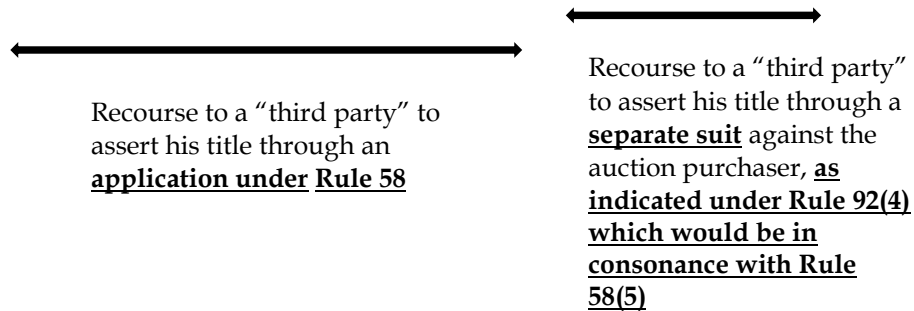 Recourse to a “third party” to
assert his title through an
application under Rule 58
Recourse to a “third party”
to assert his title through a
separate suit against the
auction purchaser, as
indicated under Rule 92(4)
which would be in
consonance with Rule
58(5)